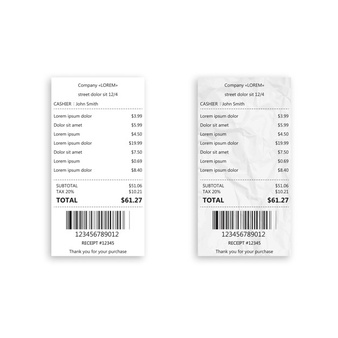 Company «LOREM»
street dolor sit 12/4
CASHIER : John Smith
Lorem ipsum dolor $3.99
Dolor sit amet $5.99
Lorem ipsum $4.50
Lorem ipsum dolor $19.99
Dolor sit amet $7.50
Lorem ipsum $0.69
Lorem ipsum dolor $8.40
SUBTOTAL $51.06
TAX 20% $10.21
TOTAL $61.27
123456789012
RECEIPT #12345
Thank you for your purchase
Company «LOREM»
street dolor sit 12/4
CASHIER : John Smith
Lorem ipsum dolor $3.99
Dolor sit amet $5.99
Lorem ipsum $4.50
Lorem ipsum dolor $19.99
Dolor sit amet $7.50
Lorem ipsum $0.69
Lorem ipsum dolor $8.40
SUBTOTAL $51.06
TAX 20% $10.21
TOTAL $61.27
123456789012
RECEIPT #12345
Thank you for your purchase